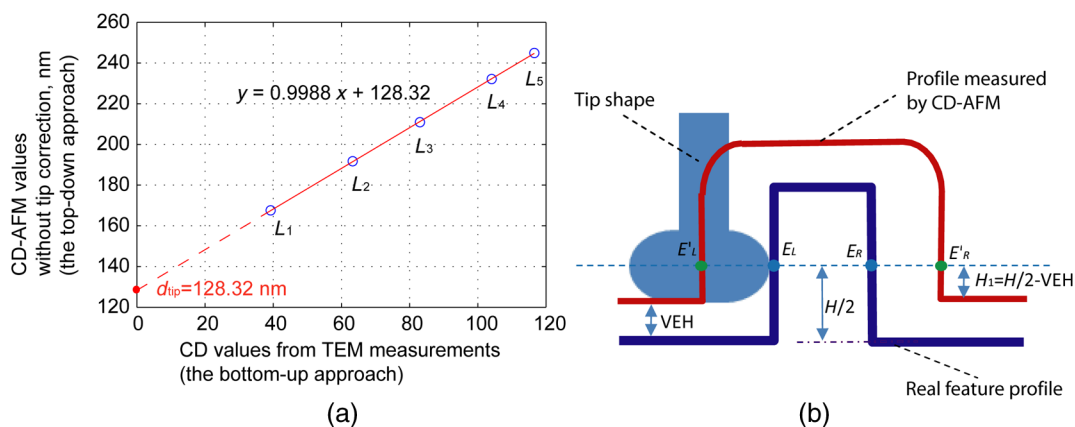 260
240
220
200
180
160
140
130
120
0
20
40
60
80
100
120
CD-AFM values
without tip correction, nm
(the top-down approach)
y = 0.9988 x + 128.32
L1
L2
L3
L4
L5
dtip=128.32 nm
CD values from TEM measurements
(the bottom-up approach)
(a)
Tip shape
Profile measured
by CD-AFM
E'L
EL
ER
E'R
H1=H/2-VEH
H/2
VEH
Real feature profile
(b)